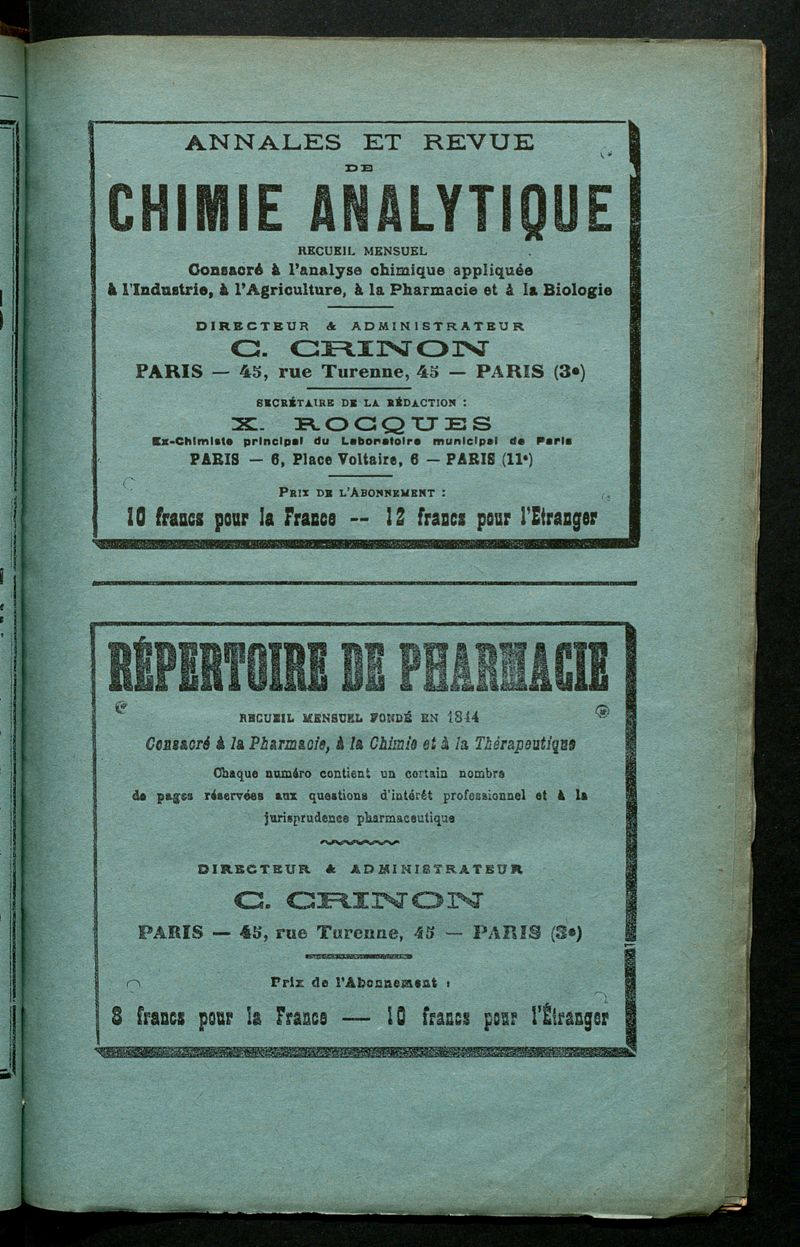 ANNALES ET REVUE
DE
CHIMIE ANALYTIQUE
RECUEIL MENSUEL
Consacré à l'analyse chimique appliquée
à l'Industrie, à l'Agriculture, à la Pharmacie et à la Biologie
DIRECTEUR & ADMINISTRATEUR
C. CRINON
PARIS — 45, rue Turenne, 45 — PARIS (3e)
SECRÉTAIRE DE LA RÉDACTION :
X. ROCQUES
Ex-Chimiste principal du Laboratoire municipal de Paris
PARIS — 6, Place Voltaire, 6 — PARIS (11e)
PRIX DE L'ABONNEMENT :
10 francs pour la France -- 12 francs pour l'Etranger
RÉPERTOIRE DE PHARMACIE
RECUEIL MENSUEL FONDÉ EN 1844
Consacré à la Pharmacie, à la Chimie et à la Thérapeutique
Chaque numéro contient un certain nombre
de pages réservées aux questions d'intérêt professionnel et à la
jurisprudence pharmaceutique
DIRECTEUR & ADMINISTRATEUR
C. CRINON
PARIS — 45, rue Turenne, 45 — PARIS (3e)
Prix de l'Abonnement :
8 francs pour la France — 10 francs pour l'Étranger